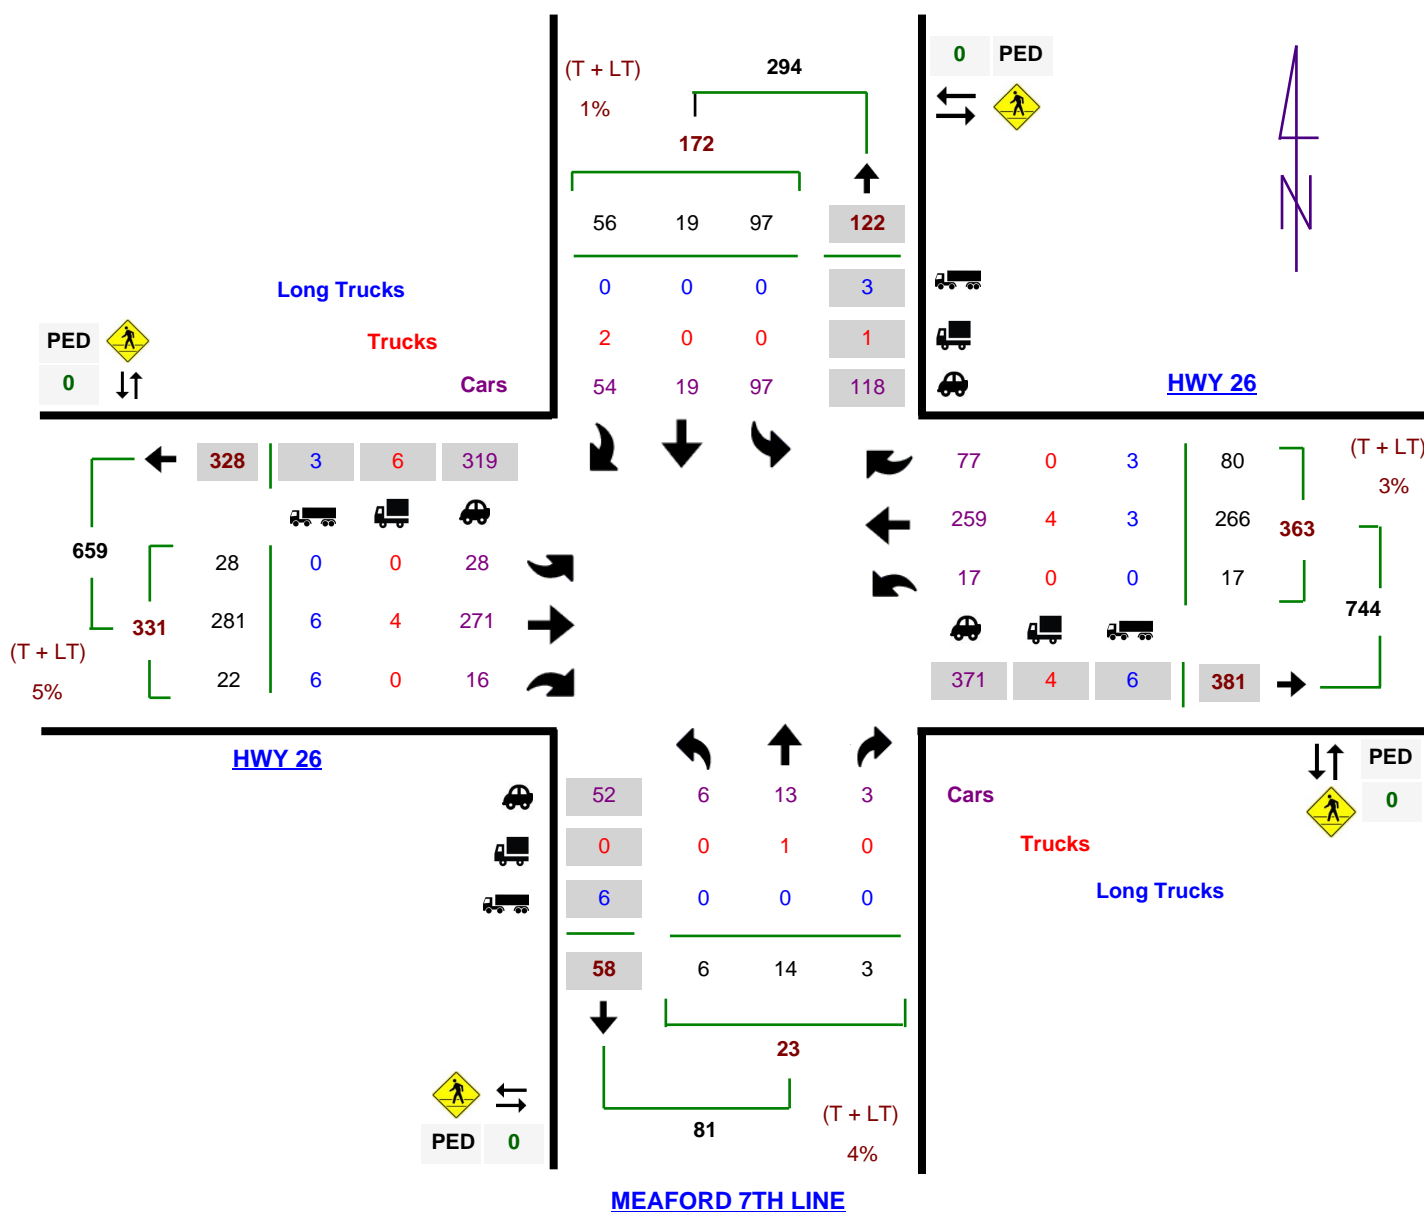 0 PED
(T + LT) 294
1%
172
N
56 19 97 122
Long Trucks 0 0 0 3
PED Trucks 2 0 0 1
0 Cars 54 19 97 118
HWY 26
328 3 6 319
77 0 3 80
(T + LT)
3%
259 4 3 266 363
659
28 0 0 28
17 0 0 17
744
331 281 6 4 271
(T + LT)
5%
22 6 0 16
371 4 6 381
HWY 26
PED
0
52 6 13 3 Cars
0 0 1 0 Trucks
6 0 0 0 Long Trucks
58 6 14 3
23
81 (T + LT)
4%
PED 0
MEAFORD 7TH LINE